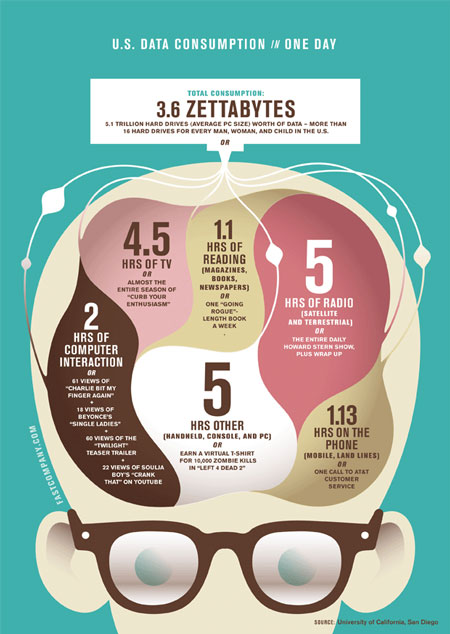 U.S. DATA CONSUMPTION IN ONE DAY
TOTAL CONSUMPTION:
3.6 ZETTABYTES
5.1 TRILLION HARD DRIVES (AVERAGE PC SIZE) WORTH OF DATA – MORE THAN
16 HARD DRIVES FOR EVERY MAN, WOMAN, AND CHILD IN THE U.S.
OR
4.5
HRS OF TV
OR
ALMOST THE
ENTIRE SEASON OF
"CURB YOUR
ENTHUSIASM"
1.1
HRS OF
READING
(MAGAZINES,
BOOKS,
NEWSPAPERS)
OR
ONE "GOING
ROGUE"-
LENGTH BOOK
A WEEK
5
HRS OF RADIO
(SATELLITE
AND TERRESTRIAL)
OR
THE ENTIRE DAILY
HOWARD STERN SHOW,
PLUS WRAP UP
2
HRS OF
COMPUTER
INTERACTION
OR
61 VIEWS OF
"CHARLIE BIT MY
FINGER AGAIN"
+
18 VIEWS OF
BEYONCE'S
"SINGLE LADIES"
+
60 VIEWS OF THE
"TWILIGHT"
TEASER TRAILER
+
22 VIEWS OF SOULIA
BOY'S "CRANK
THAT" ON YOUTUBE
5
HRS OTHER
(HANDHELD, CONSOLE, AND PC)
OR
EARN A VIRTUAL T-SHIRT
FOR 10,000 ZOMBIE KILLS
IN "LEFT 4 DEAD 2"
1.13
HRS ON THE
PHONE
(MOBILE, LAND LINES)
OR
ONE CALL TO AT&T
CUSTOMER
SERVICE
FASTCOMPANY.COM
SOURCE: University of California, San Diego